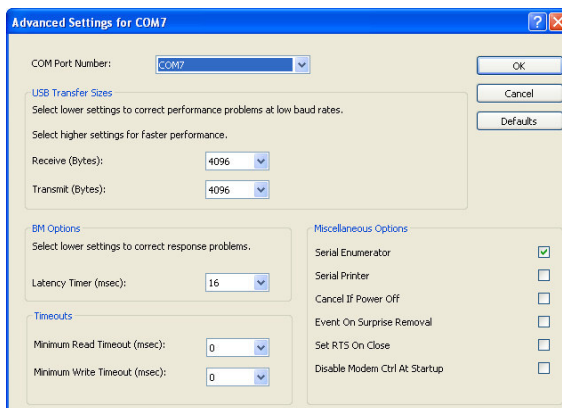 Advanced Settings for COM7
COM Port Number: COM7
OK
Cancel
Defaults
USB Transfer Sizes
Select lower settings to correct performance problems at low baud rates.
Select higher settings for faster performance.
Receive (Bytes): 4096
Transmit (Bytes): 4096
BM Options
Select lower settings to correct response problems.
Latency Timer (msec): 16
Timeouts
Minimum Read Timeout (msec): 0
Minimum Write Timeout (msec): 0
Miscellaneous Options
Serial Enumerator
Serial Printer
Cancel If Power Off
Event On Surprise Removal
Set RTS On Close
Disable Modem Ctrl At Startup